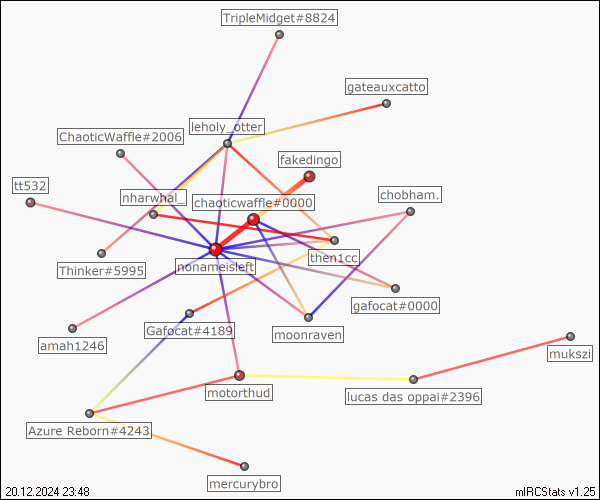 TripleMidget#8824
gateauxcatto
leholy_otter
ChaoticWaffle#2006
fakedingo
tt532
nharwhal_
chaoticwaffle#0000
chobham.
then1cc
Thinker#5995
nonameisleft
gafocat#0000
Gafocat#4189
moonraven
amah1246
mukszi
motorthud
lucas das oppai#2396
Azure Reborn#4243
mercurybro
20.12.2024 23:48
mIRCStats v1.25